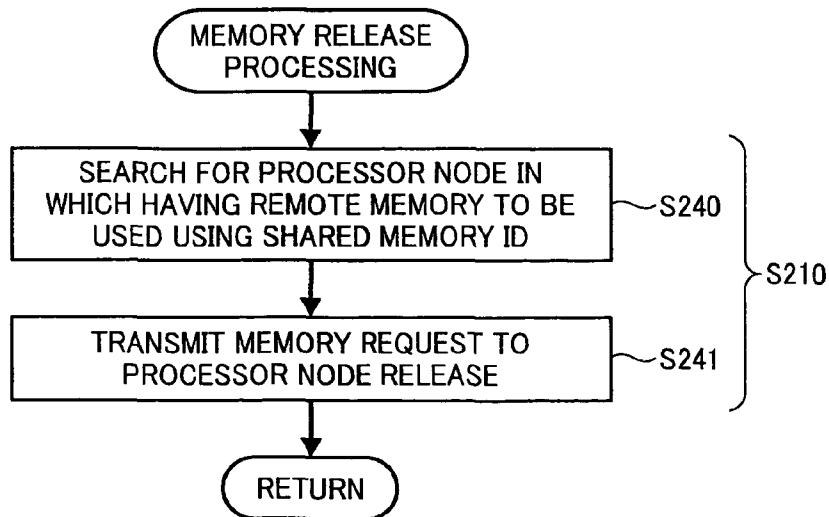 MEMORY RELEASE
PROCESSING
SEARCH FOR PROCESSOR NODE IN
WHICH HAVING REMOTE MEMORY TO BE
USED USING SHARED MEMORY ID
S240
S210
TRANSMIT MEMORY REQUEST TO
PROCESSOR NODE RELEASE
S241
RETURN